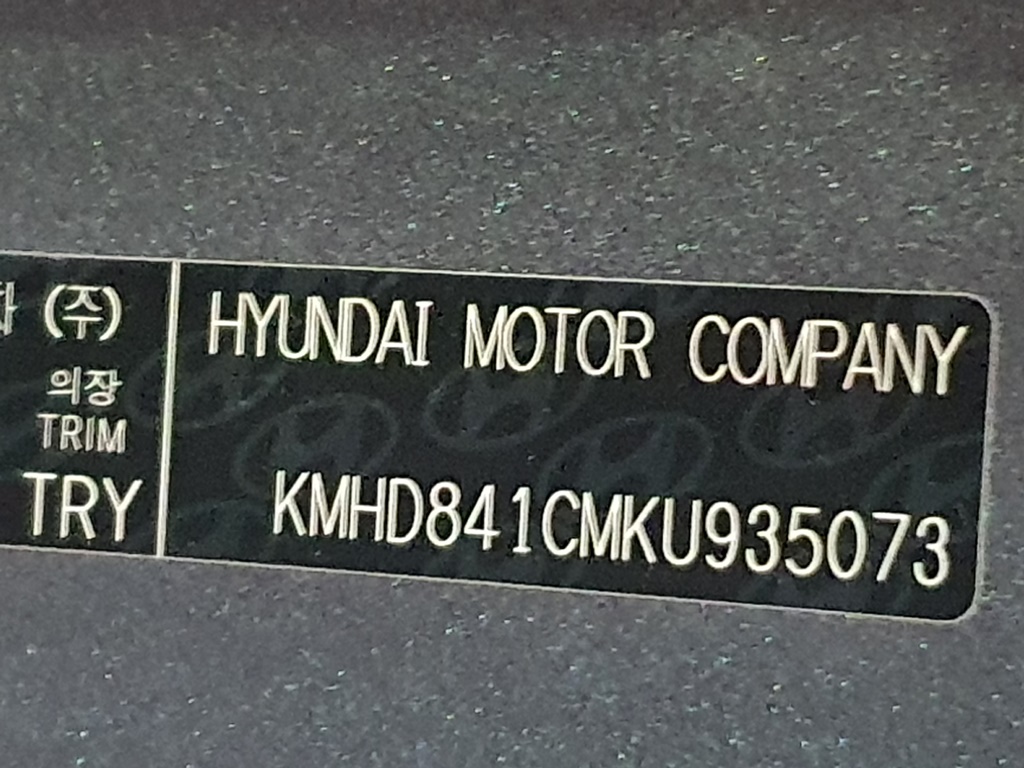 (주) HYUNDAI MOTOR COMPANY
의장
TRIM
TRY KMHD841CMKU935073